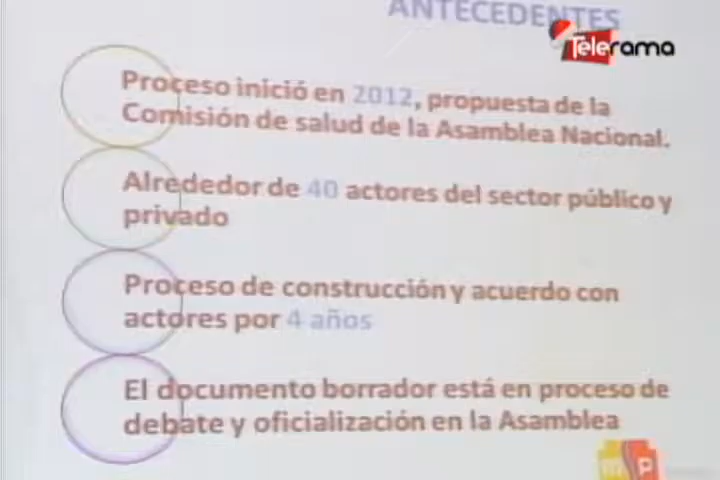 ANTECEDENTES
Telerama
Proceso inició en 2012, propuesta de la
Comisión de salud de la Asamblea Nacional.
Alrededor de 40 actores del sector público y
privado
Proceso de construcción y acuerdo con
actores por 4 años
El documento borrador está en proceso de
debate y oficialización en la Asamblea
m p